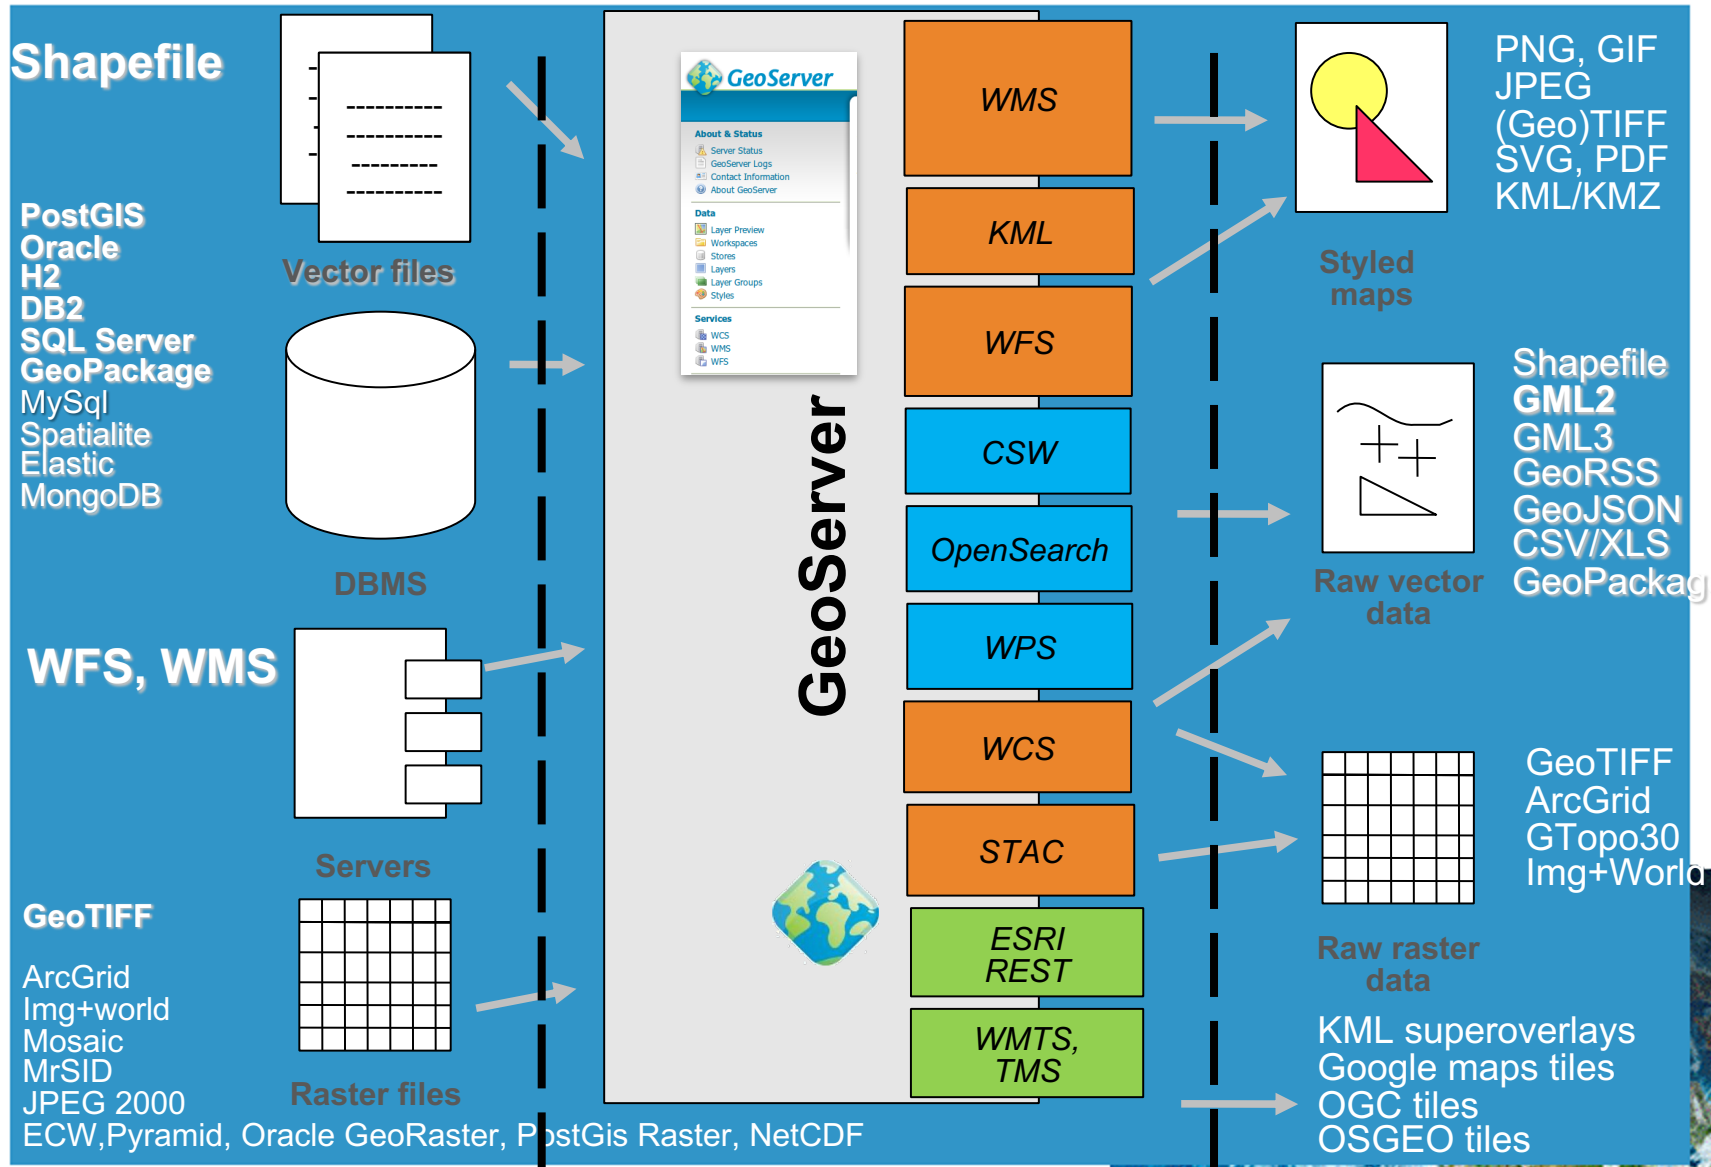 Shapefile
Vector files
PostGIS
Oracle
H2
DB2
SQL Server
GeoPackage
MySql
Spatialite
Elastic
MongoDB
DBMS
WFS, WMS
Servers
GeoTIFF
ArcGrid
Img+world
Mosaic
MrSID
JPEG 2000
ECW,Pyramid, Oracle GeoRaster, PostGis Raster, NetCDF
Raster files
GeoServer
About & Status
Server Status
GeoServer Logs
Contact Information
About GeoServer
Data
Layer Preview
Workspaces
Stores
Layers
Layer Groups
Styles
Services
WCS
WMS
WFS
GeoServer
WMS
KML
WFS
CSW
OpenSearch
WPS
WCS
STAC
ESRI
REST
WMTS,
TMS
PNG, GIF
JPEG
(Geo)TIFF
SVG, PDF
KML/KMZ
Styled
maps
Shapefile
GML2
GML3
GeoRSS
GeoJSON
CSV/XLS
GeoPackag
Raw vector
data
GeoTIFF
ArcGrid
GTopo30
Img+World
Raw raster
data
KML superoverlays
Google maps tiles
OGC tiles
OSGEO tiles